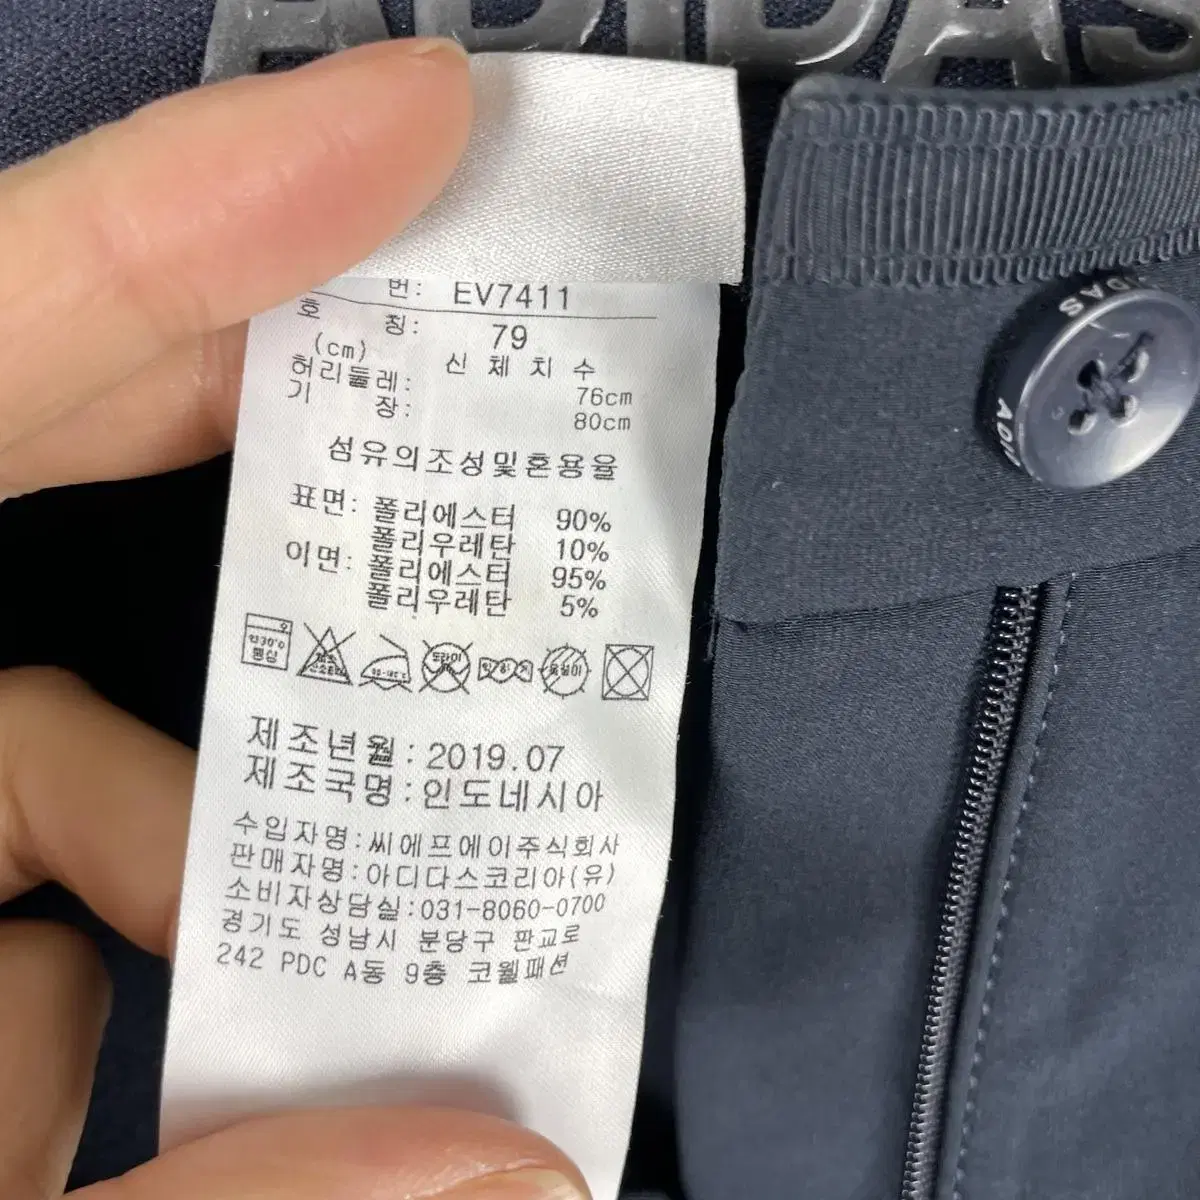 ADIDAS
번: EV7411
호 칭: 79
(cm) 신 체 치 수
허리둘레: 76cm
기 장: 80cm
섬유의조성및혼용율
표면: 폴리에스터 90%
폴리우레탄 10%
이면: 폴리에스터 95%
폴리우레탄 5%
드라이
제조년월: 2019.07
제조국명:인도네시아
수입자명:씨에프에이주식회사
판매자명:아디다스코리아(유)
소비자상담실:031-8060-0700
경기도 성남시 분당구 판교로
242 PDC A동 9층 코웰패션